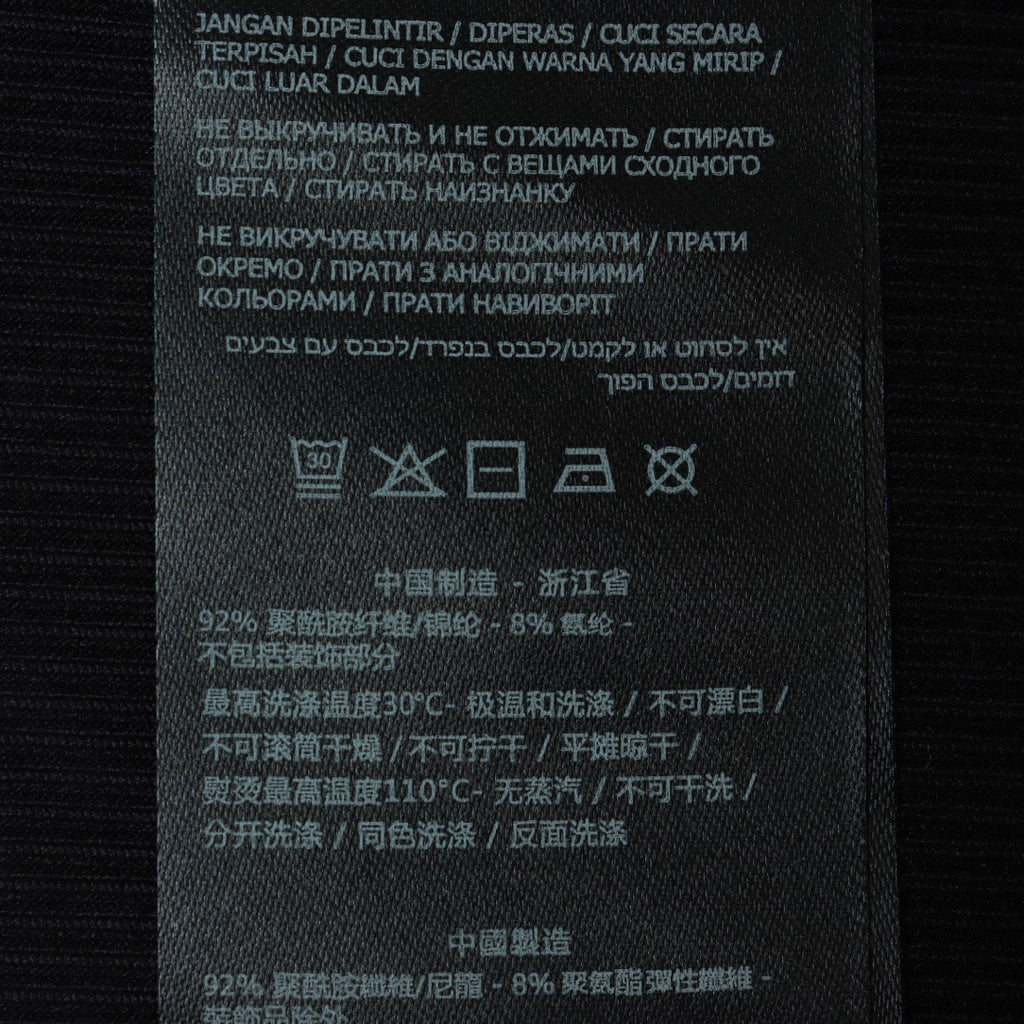 JANGAN DIPELINTIR / DIPERAS / CUCI SECARA
TERPISAH / CUCI DENGAN WARNA YANG MIRIP /
CUCI LUAR DALAM
НЕ ВЫКРУЧИВАТЬ И НЕ ОТЖИМАТЬ / СТИРАТЬ
ОТДЕЛЬНО / СТИРАТЬ С ВЕЩАМИ СХОДНОГО
ЦВЕТА / СТИРАТЬ НАИЗНАНКУ
НЕ ВИКРУЧУВАТИ АБО ВІДЖИМАТИ / ПРАТИ
ОКРЕМО / ПРАТИ З АНАЛОГІЧНИМИ
КОЛЬОРАМИ / ПРАТИ НАВИВОРІТ
אין לסחוט או לקמט/לכבס בנפרד/לכבס עם צבעים
דומים/לכבס הפוך
30
中国制造 - 浙江省
92% 聚酰胺纤维/锦纶 - 8% 氨纶 -
不包括装饰部分
最高洗涤温度30°C- 极温和洗涤 / 不可漂白 /
不可滚筒干燥 / 不可拧干 / 平摊晾干 /
熨烫最高温度110°C- 无蒸汽 / 不可干洗 /
分开洗涤 / 同色洗涤 / 反面洗涤
中國製造
92% 聚酰胺纖維/尼龍 - 8% 聚氨酯彈性纖維 -
裝飾品除外